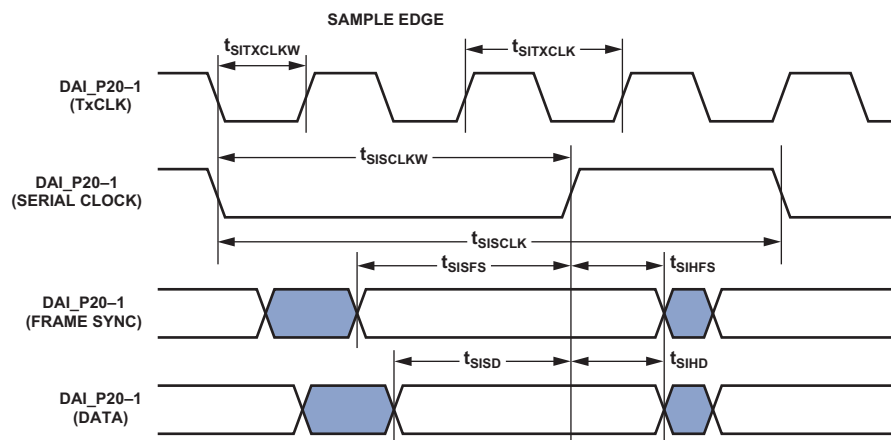 SAMPLE EDGE
tSITXCLKW
tSITXCLK
DAI_P20–1
(TxCLK)
tSISCLKW
DAI_P20–1
(SERIAL CLOCK)
tSISCLK
tSISFS
tSIHFS
DAI_P20–1
(FRAME SYNC)
tSISD
tSIHD
DAI_P20–1
(DATA)